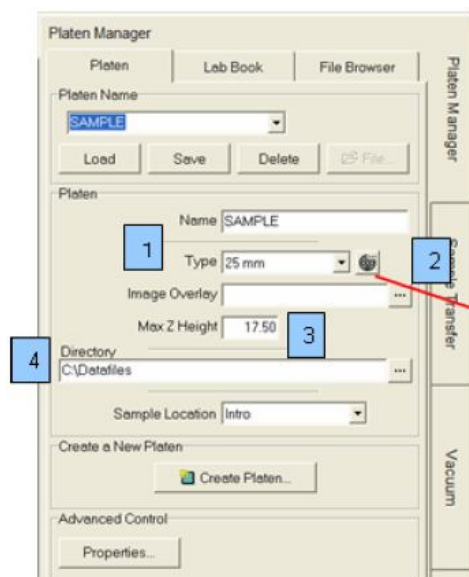 Platen Manager
Platen Lab Book File Browser
Platen Name
SAMPLE
Load Save Delete File...
Platen
Name SAMPLE
1
Type 25 mm
2
Image Overlay ...
Max Z Height 17.50
3
4
Directory
C:\Datafiles ...
Sample Location Intro
Create a New Platen
Create Platen...
Advanced Control
Properties...
Platen Manager
Sample Transfer
Vacuum